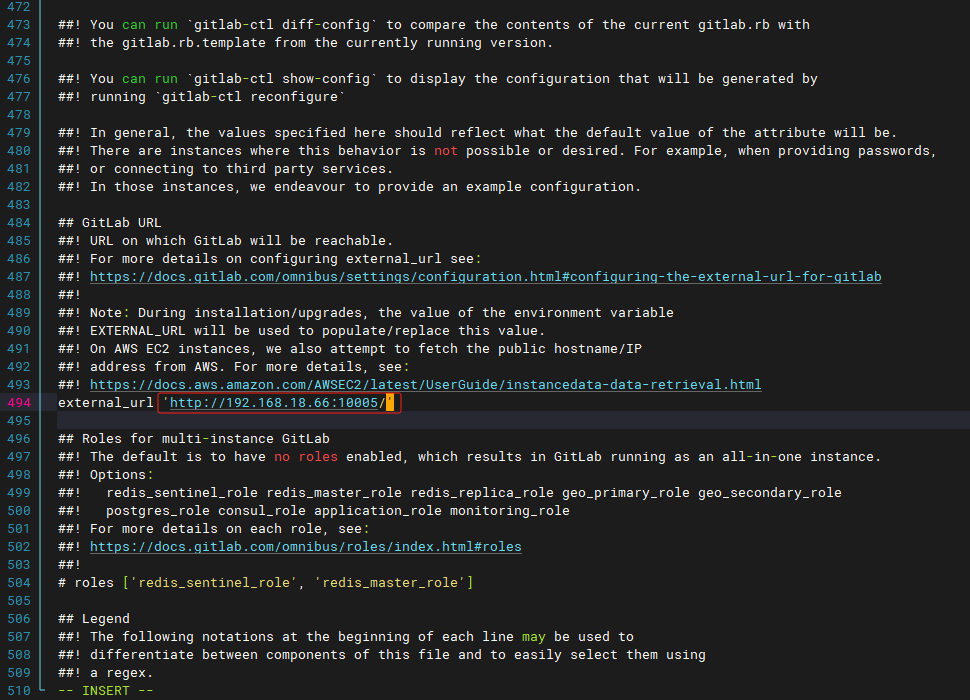 472
473 ##! You can run `gitlab-ctl diff-config` to compare the contents of the current gitlab.rb with
474 ##! the gitlab.rb.template from the currently running version.
475
476 ##! You can run `gitlab-ctl show-config` to display the configuration that will be generated by
477 ##! running `gitlab-ctl reconfigure`
478
479 ##! In general, the values specified here should reflect what the default value of the attribute will be.
480 ##! There are instances where this behavior is not possible or desired. For example, when providing passwords,
481 ##! or connecting to third party services.
482 ##! In those instances, we endeavour to provide an example configuration.
483
484 ## GitLab URL
485 ##! URL on which GitLab will be reachable.
486 ##! For more details on configuring external_url see:
487 ##! https://docs.gitlab.com/omnibus/settings/configuration.html#configuring-the-external-url-for-gitlab
488 ##!
489 ##! Note: During installation/upgrades, the value of the environment variable
490 ##! EXTERNAL_URL will be used to populate/replace this value.
491 ##! On AWS EC2 instances, we also attempt to fetch the public hostname/IP
492 ##! address from AWS. For more details, see:
493 ##! https://docs.aws.amazon.com/AWSEC2/latest/UserGuide/instancedata-data-retrieval.html
494 external_url 'http://192.168.18.66:10005/'
495
496 ## Roles for multi-instance GitLab
497 ##! The default is to have no roles enabled, which results in GitLab running as an all-in-one instance.
498 ##! Options:
499 ##!   redis_sentinel_role redis_master_role redis_replica_role geo_primary_role geo_secondary_role
500 ##!   postgres_role consul_role application_role monitoring_role
501 ##! For more details on each role, see:
502 ##! https://docs.gitlab.com/omnibus/roles/index.html#roles
503 ##!
504 # roles ['redis_sentinel_role', 'redis_master_role']
505
506 ## Legend
507 ##! The following notations at the beginning of each line may be used to
508 ##! differentiate between components of this file and to easily select them using
509 ##! a regex.
510 -- INSERT --